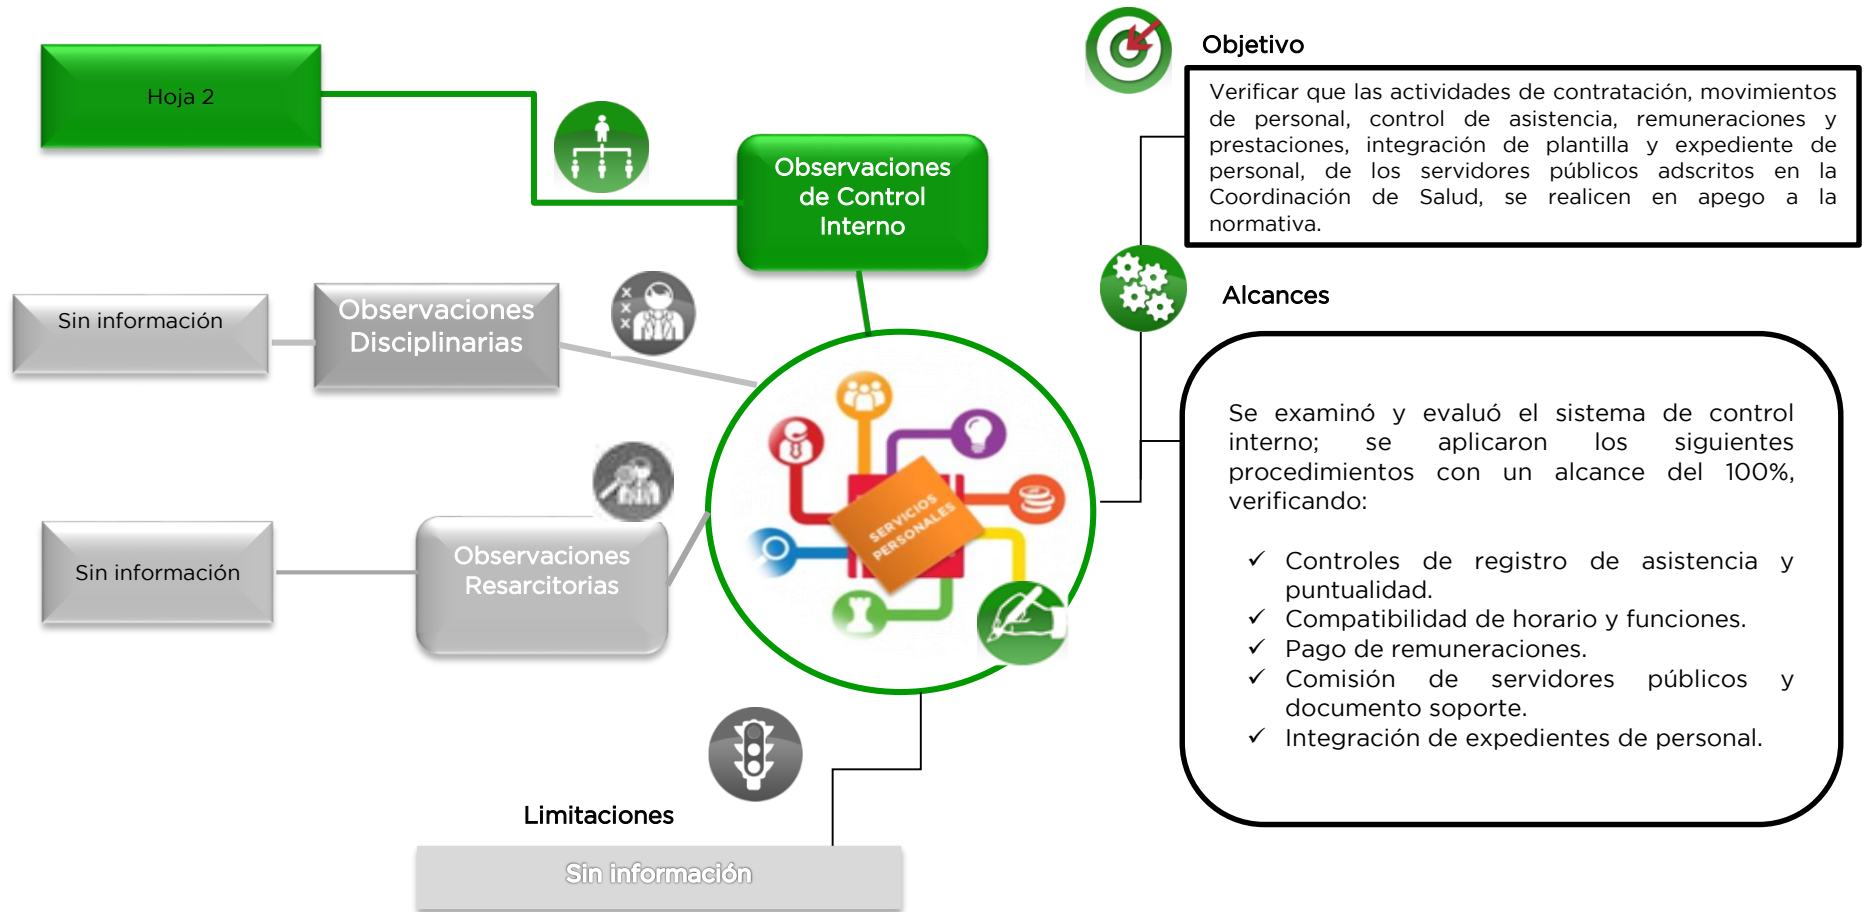 Hoja 2
Observaciones
de Control
Interno
Sin información
Observaciones
Disciplinarias
x
x
x
Sin información
Observaciones
Resarcitorias
SERVICIOS
PERSONALES
Limitaciones
Sin información
Objetivo
Verificar que las actividades de contratación, movimientos
de personal, control de asistencia, remuneraciones y
prestaciones, integración de plantilla y expediente de
personal, de los servidores públicos adscritos en la
Coordinación de Salud, se realicen en apego a la
normativa.
Alcances
Se examinó y evaluó el sistema de control
interno; se aplicaron los siguientes
procedimientos con un alcance del 100%,
verificando:
✓ Controles de registro de asistencia y
puntualidad.
✓ Compatibilidad de horario y funciones.
✓ Pago de remuneraciones.
✓ Comisión de servidores públicos y
documento soporte.
✓ Integración de expedientes de personal.